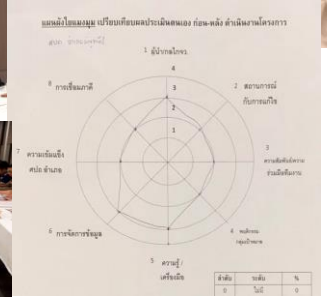 แผนผังใยแมงมุม เปรียบเทียบผลประเมินตนเอง ก่อน-หลัง ดำเนินงานโครงการ
ศปถ
1 ผู้นำกลไกจว.
4
3
2
1
2 สถานการณ์
กับการแก้ไข
3
ความสัมพันธ์ความ
ร่วมมือทีมงาน
4 พฤติกรรม
กลุ่มเป้าหมาย
5 ความรู้ /
เครื่องมือ
6 การจัดการข้อมูล
7
ความเข้มแข็ง
ศปถ อำเภอ
8 การเชื่อมภาคี
ลำดับ ระดับ %
0 ไม่มี 0